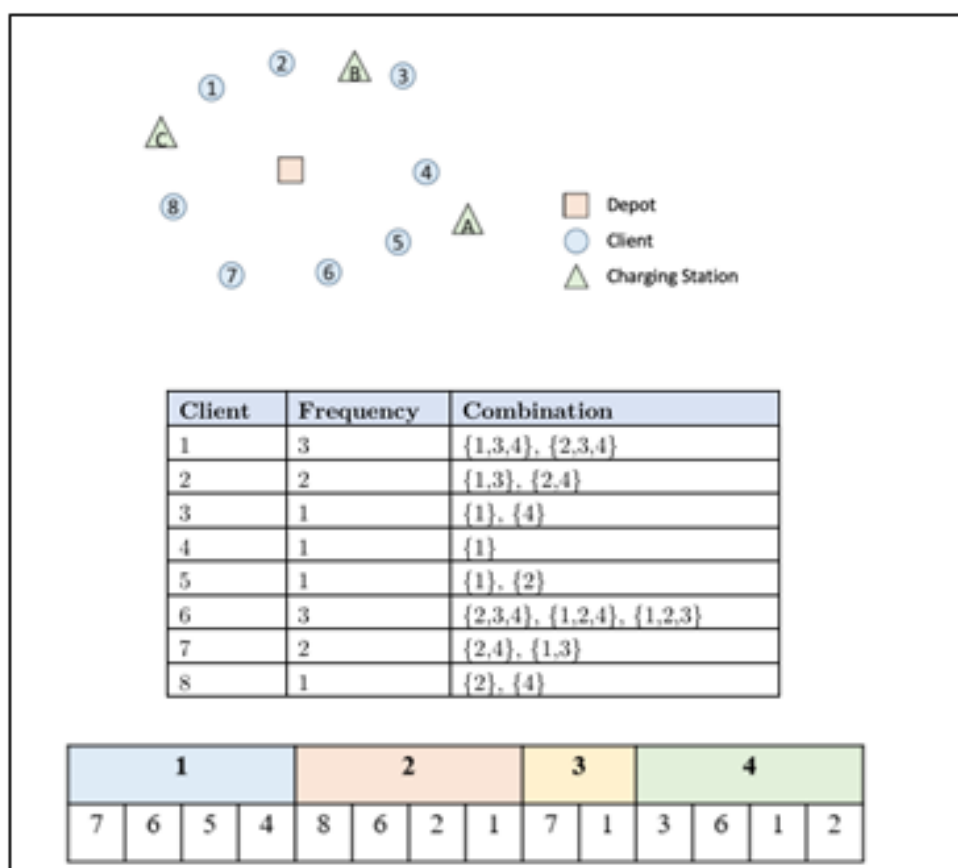 2
B
3
1
C
4
8
A
Depot
5
Client
7
6
Charging Station
Client Frequency Combination
1 3 {1,3,4}, {2,3,4}
2 2 {1,3}, {2,4}
3 1 {1}, {4}
4 1 {1}
5 1 {1}, {2}
6 3 {2,3,4}, {1,2,4}, {1,2,3}
7 2 {2,4}, {1,3}
8 1 {2}, {4}
1 2 3 4
7 6 5 4 8 6 2 1 7 1 3 6 1 2